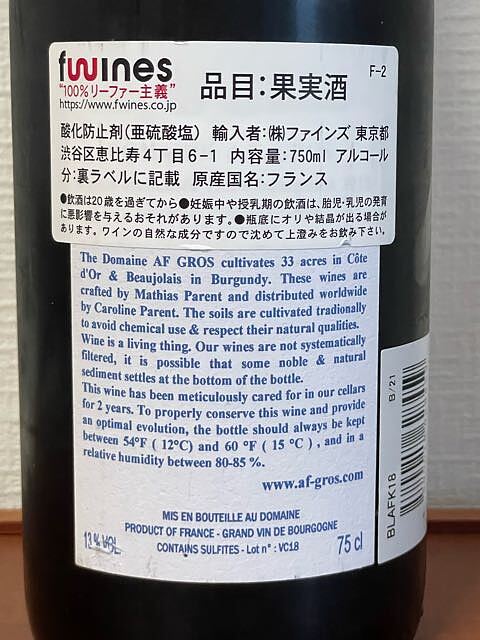 fwines
"100%リーファー主義"
https://www.fwines.co.jp
品目：果実酒
F-2
酸化防止剤（亜硫酸塩） 輸入者：㈱ファインズ 東京都
渋谷区恵比寿４丁目６−１ 内容量：750ml アルコール
分：裏ラベルに記載 原産国名：フランス
●飲酒は20歳を過ぎてから●妊娠中や授乳期の飲酒は、胎児・乳児の発育
に悪影響を与えるおそれがあります。●瓶底にオリや結晶が出る場合が
あります。ワインの自然な成分ですので沈めて上澄みをお飲み下さい。
The Domaine AF GROS cultivates 33 acres in Côte
d'Or & Beaujolais in Burgundy. These wines are
crafted by Mathias Parent and distributed worldwide
by Caroline Parent. The soils are cultivated tradionally
to avoid chemical use & respect their natural qualities.
Wine is a living thing. Our wines are not systematically
filtered, it is possible that some noble & natural
sediment settles at the bottom of the bottle.
This wine has been meticulously cared for in our cellars
for 2 years. To properly conserve this wine and provide
an optimal evolution, the bottle should always be kept
between 54°F ( 12°C) and 60 °F ( 15 °C ) , and in a
relative humidity between 80-85 %.
www.af-gros.com
MIS EN BOUTEILLE AU DOMAINE
PRODUCT OF FRANCE - GRAND VIN DE BOURGOGNE
CONTAINS SULFITES - Lot n° : VC18
13 % VOL
75 cl
BLAFK18
B/21